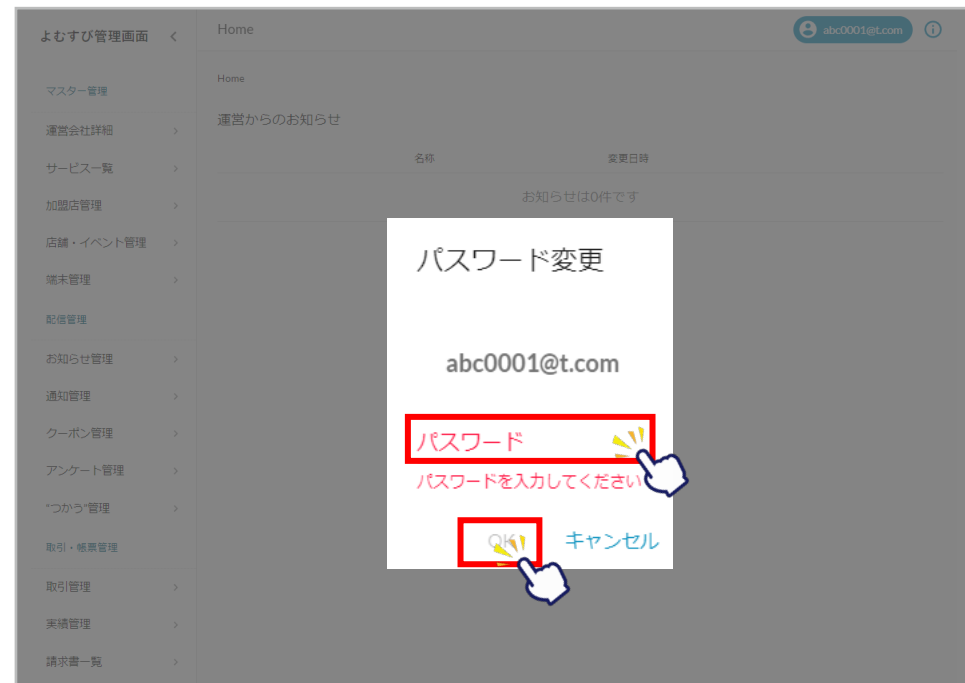 よむすび管理画面
Home
abc0001@t.com
Home
マスター管理
運営からのお知らせ
運営会社詳細
名称
変更日時
サービス一覧
お知らせは0件です
加盟店管理
店舗・イベント管理
端末管理
配信管理
お知らせ管理
通知管理
クーポン管理
アンケート管理
"つかう"管理
取引・帳票管理
取引管理
実績管理
請求書一覧
パスワード変更
abc0001@t.com
パスワード
パスワードを入力してください
OK
キャンセル